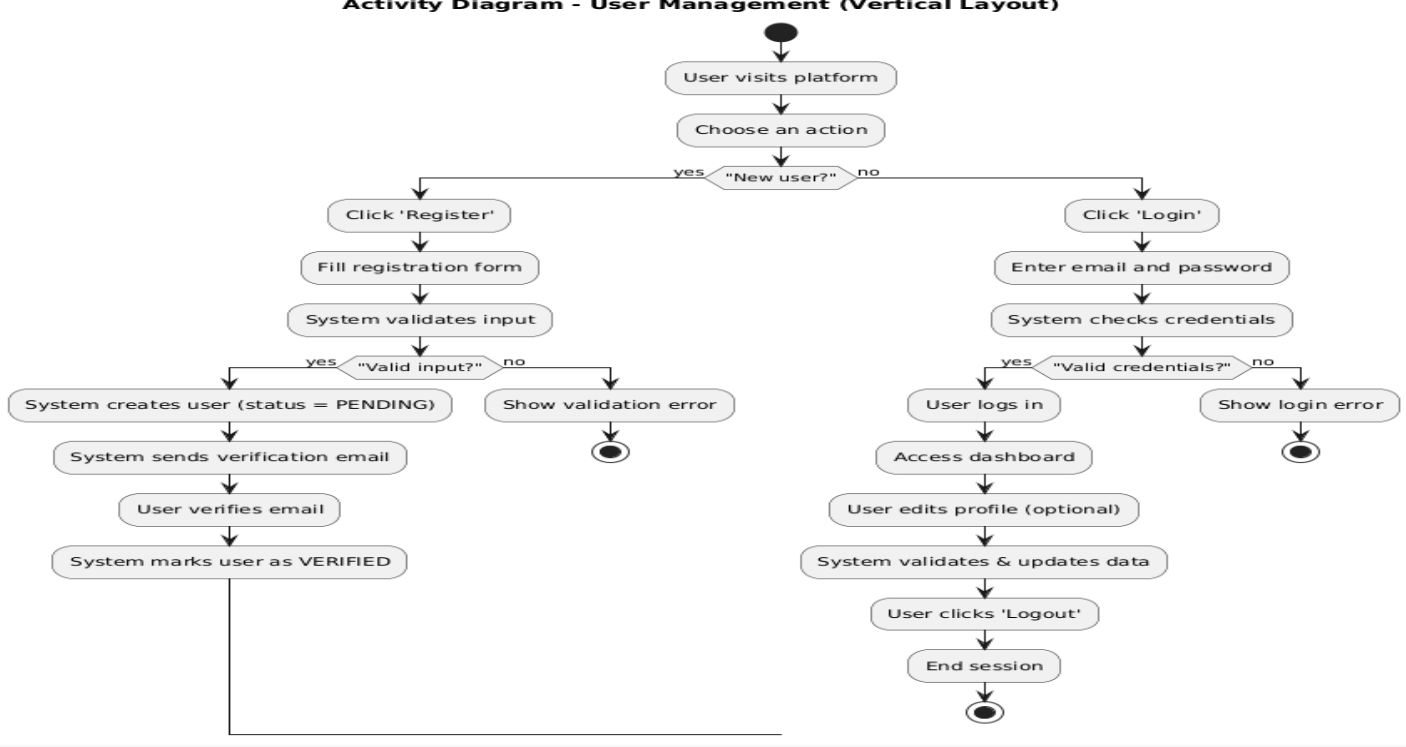 Activity Diagram - User Management (Vertical Layout)
User visits platform
Choose an action
yes
"New user?"
no
Click 'Register'
Fill registration form
System validates input
yes
"Valid input?"
no
System creates user (status = PENDING)
System sends verification email
User verifies email
System marks user as VERIFIED
Show validation error
Click 'Login'
Enter email and password
System checks credentials
yes
"Valid credentials?"
no
User logs in
Access dashboard
User edits profile (optional)
System validates & updates data
User clicks 'Logout'
End session
Show login error